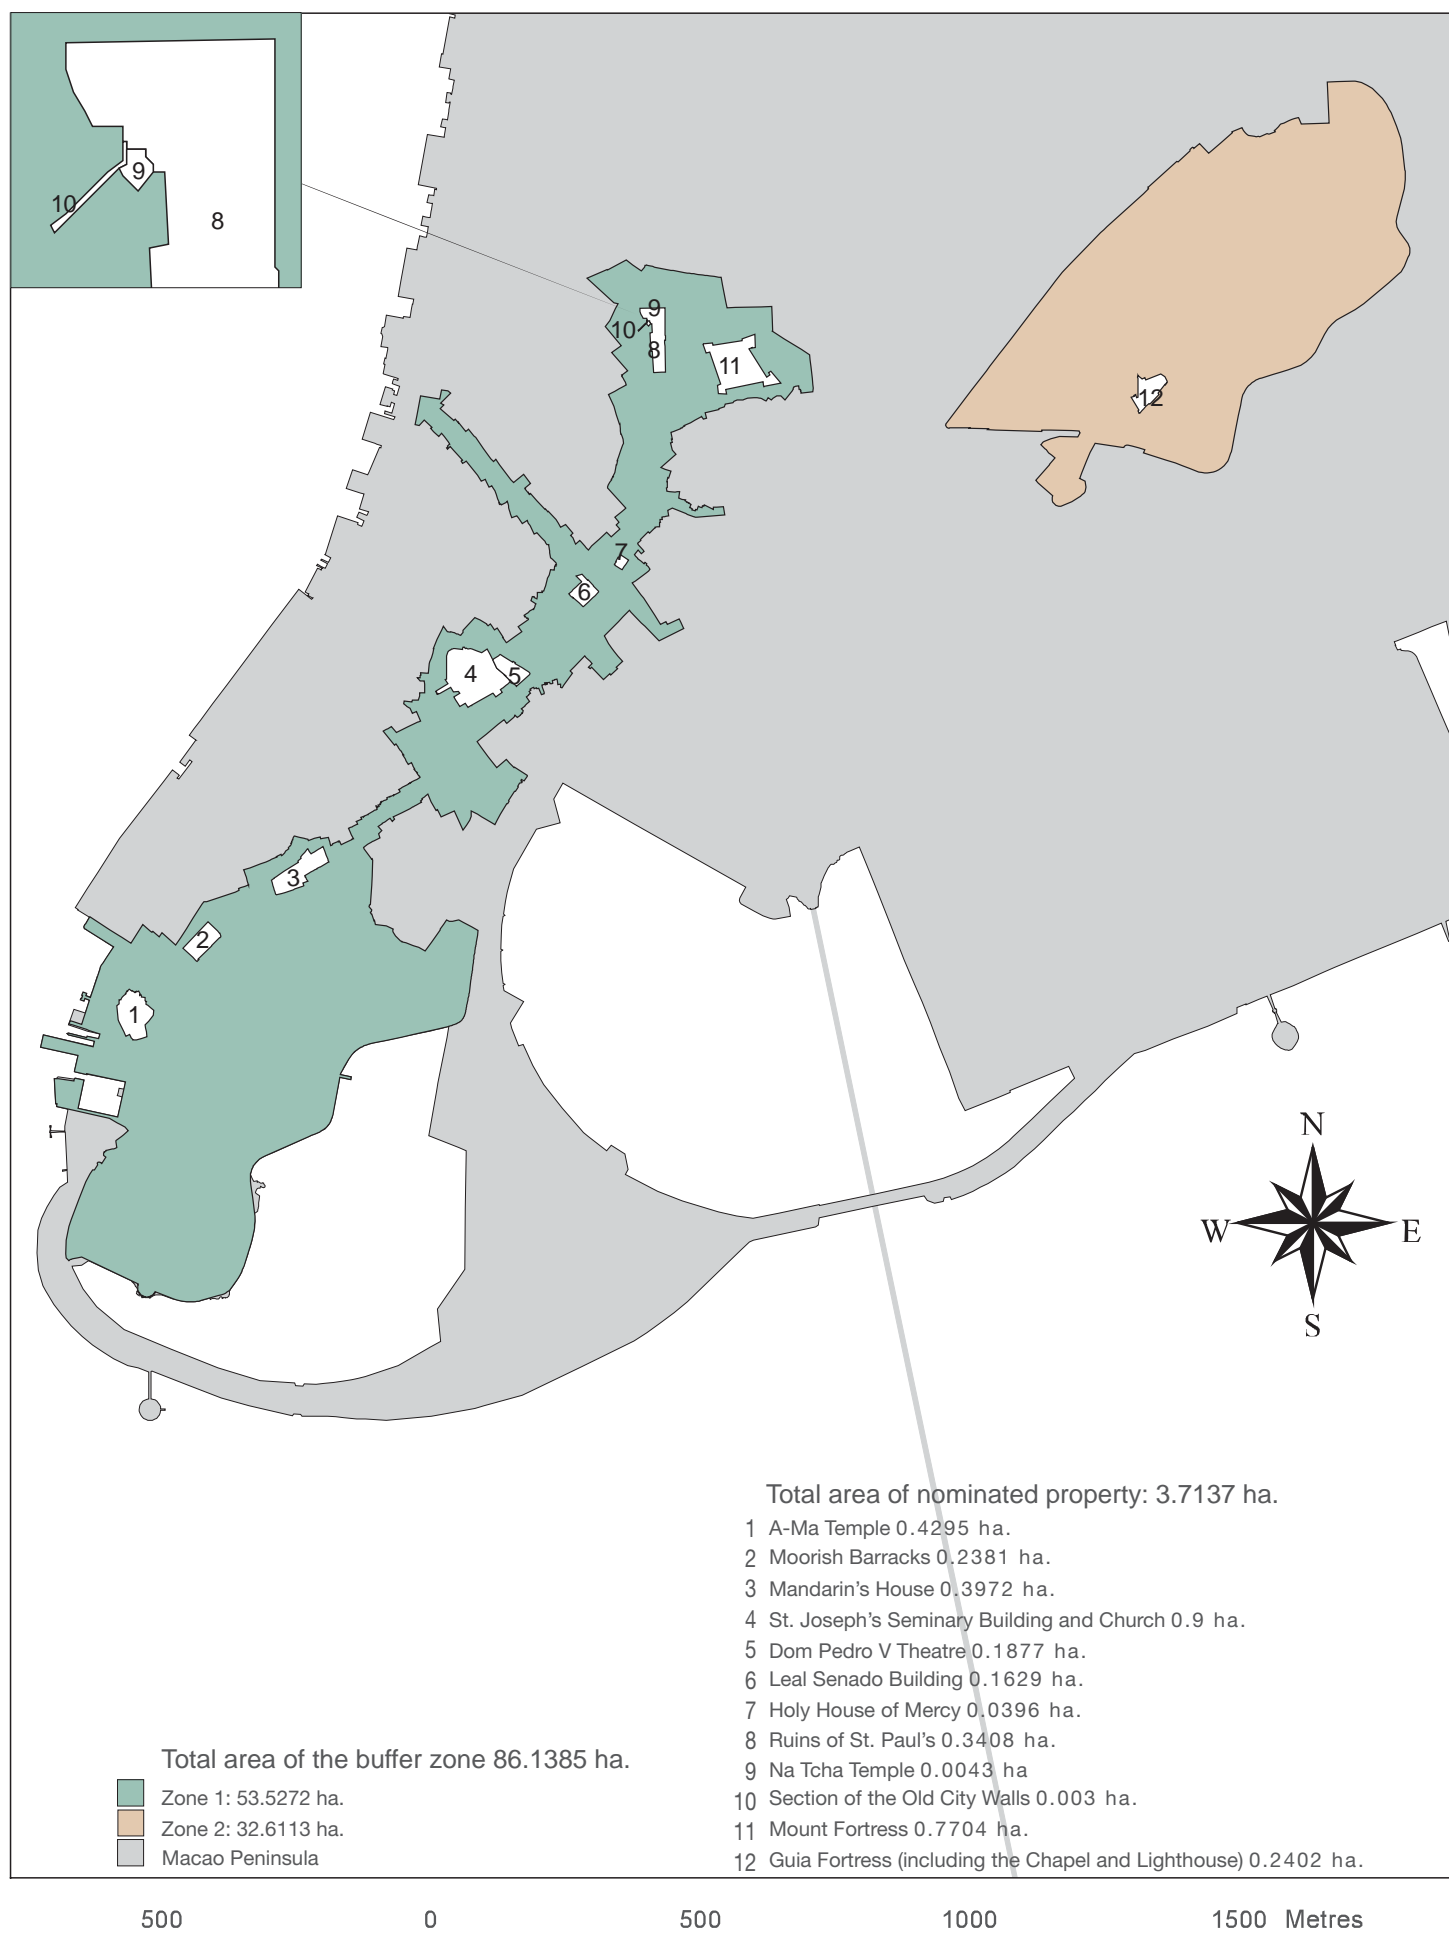 9
10
8
9
10
8
11
12
7
6
4
5
3
2
1
N
W E
S
Total area of nominated property: 3.7137 ha.
1 A-Ma Temple 0.4295 ha.
2 Moorish Barracks 0.2381 ha.
3 Mandarin’s House 0.3972 ha.
4 St. Joseph’s Seminary Building and Church 0.9 ha.
5 Dom Pedro V Theatre 0.1877 ha.
6 Leal Senado Building 0.1629 ha.
7 Holy House of Mercy 0.0396 ha.
8 Ruins of St. Paul’s 0.3408 ha.
9 Na Tcha Temple 0.0043 ha
10 Section of the Old City Walls 0.003 ha.
11 Mount Fortress 0.7704 ha.
12 Guia Fortress (including the Chapel and Lighthouse) 0.2402 ha.
Total area of the buffer zone 86.1385 ha.
Zone 1: 53.5272 ha.
Zone 2: 32.6113 ha.
Macao Peninsula
500 0 500 1000 1500 Metres